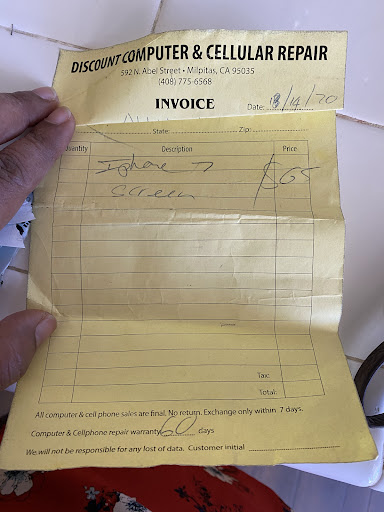 DISCOUNT COMPUTER & CELLULAR REPAIR
592 N. Abel Street • Milpitas, CA 95035
(408) 775-6568
INVOICE
Date: 8/14/20
State: Zip:
Quantity Description Price
Iphone 7 $65
Screen
Tax:
Total:
All computer & cell phone sales are final. No return. Exchange only within 7 days.
Computer & Cellphone repair warranty 60 days
We will not be responsible for any lost of data. Customer initial